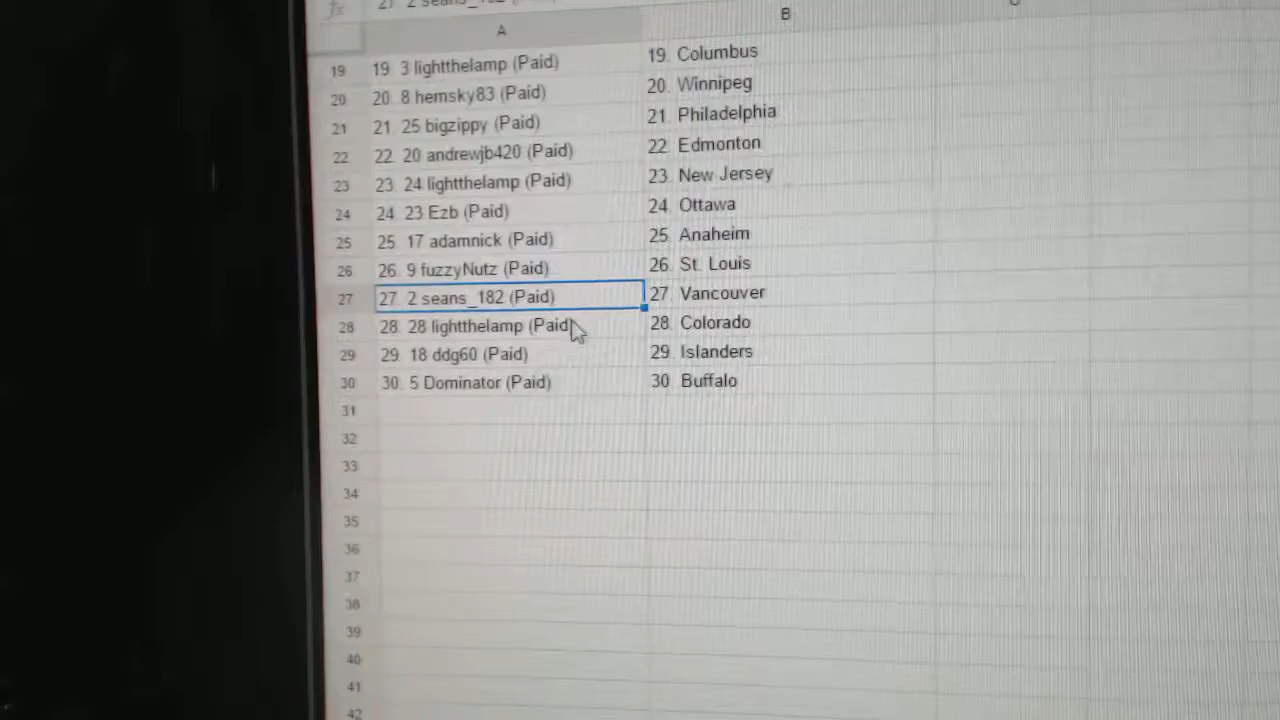 A B
19 19 3 lightthelamp (Paid) 19. Columbus
20 20. 8 hemsky83 (Paid) 20. Winnipeg
21 21. 25 bigzippy (Paid) 21. Philadelphia
22 22. 20 andrewjb420 (Paid) 22. Edmonton
23 23. 24 lightthelamp (Paid) 23. New Jersey
24 24. 23 Ezb (Paid) 24. Ottawa
25 25. 17 adamnick (Paid) 25. Anaheim
26 26. 9 fuzzyNutz (Paid) 26. St. Louis
27 27. 2 seans_182 (Paid) 27. Vancouver
28 28. 28 lightthelamp (Paid) 28. Colorado
29 29. 18 ddg60 (Paid) 29. Islanders
30 30. 5 Dominator (Paid) 30 Buffalo
31
32
33
34
35
36
37
38
39
40
41
42